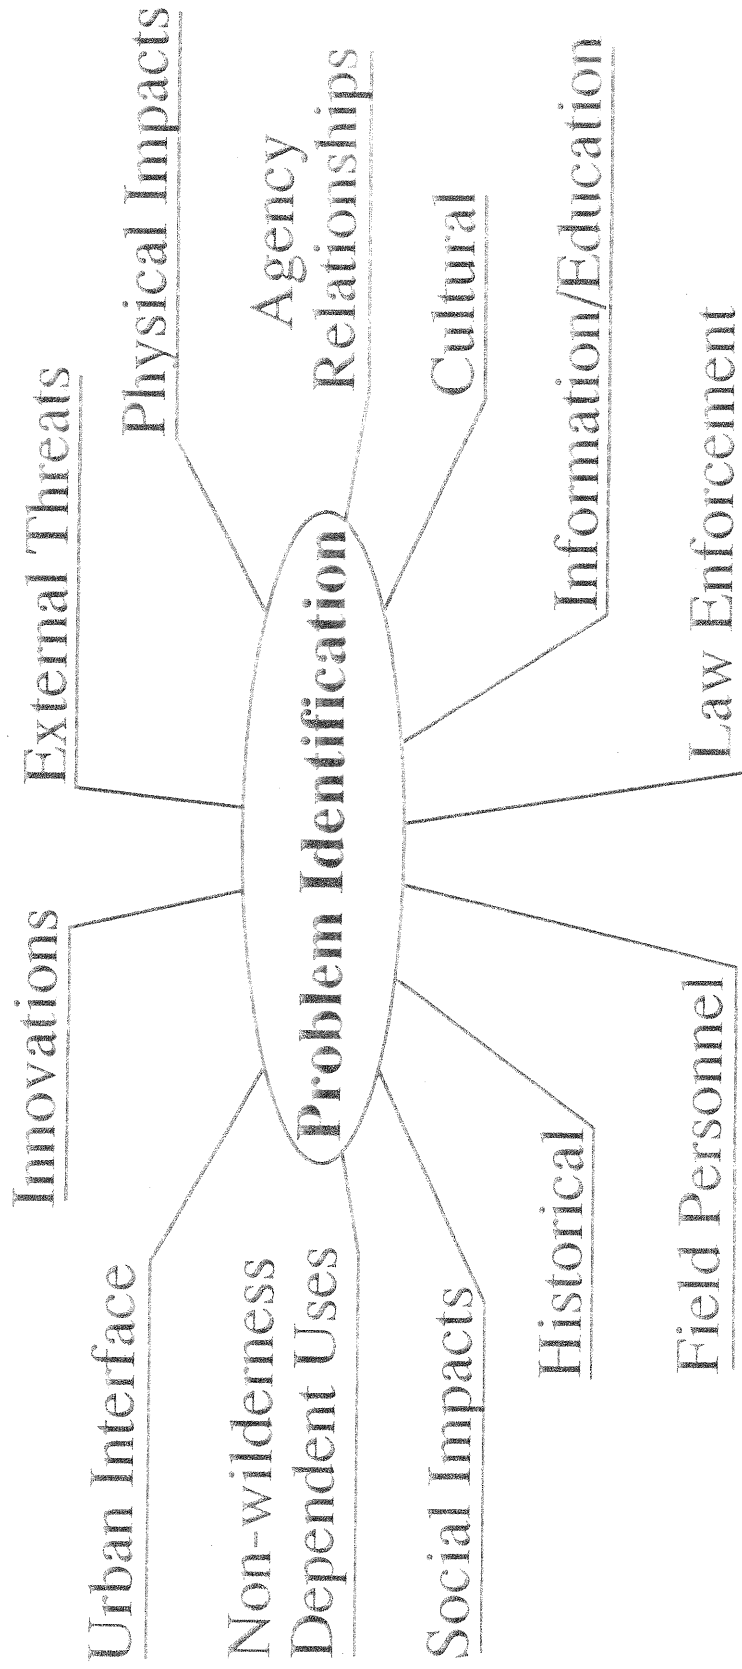 Innovations
External Threats
Urban Interface
Physical Impacts
Non-wilderness
Dependent Uses
Agency
Relationships
Problem Identification
Social Impacts
Cultural
Historical
Information/Education
Field Personnel
Law Enforcement